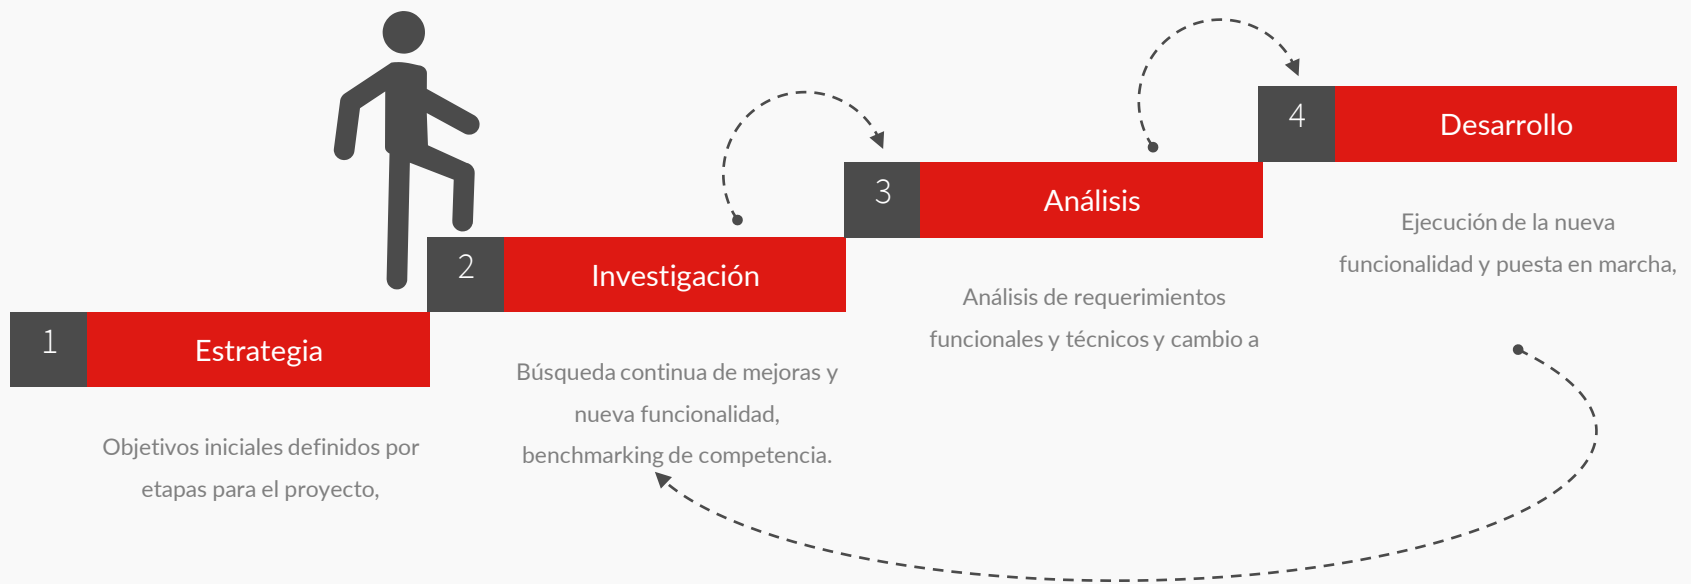 1
Estrategia
Objetivos iniciales definidos por
etapas para el proyecto,
2
Investigación
Búsqueda continua de mejoras y
nueva funcionalidad,
benchmarking de competencia.
3
Análisis
Análisis de requerimientos
funcionales y técnicos y cambio a
4
Desarrollo
Ejecución de la nueva
funcionalidad y puesta en marcha,